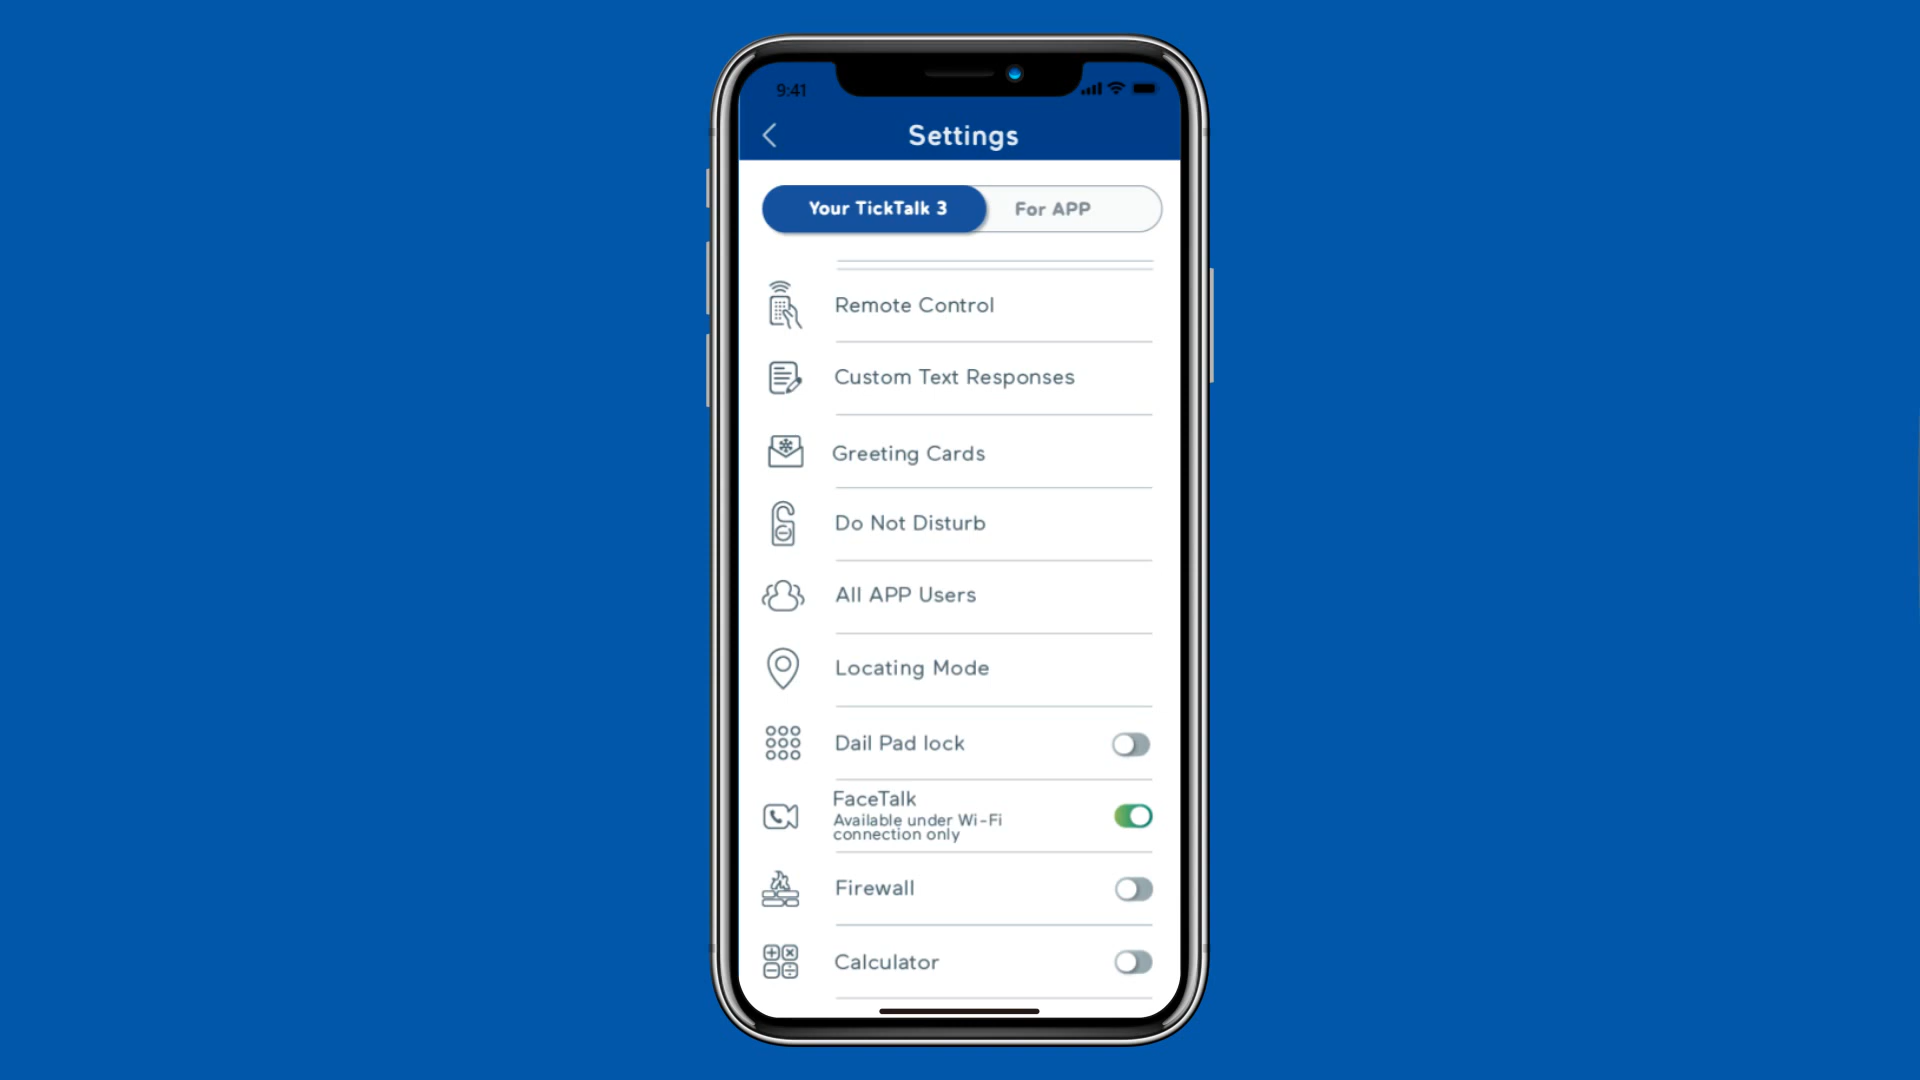 9:41
Settings
Your TickTalk 3
For APP
Remote Control
Custom Text Responses
Greeting Cards
Do Not Disturb
All APP Users
Locating Mode
Dail Pad lock
FaceTalk
Available under Wi-Fi
connection only
Firewall
Calculator